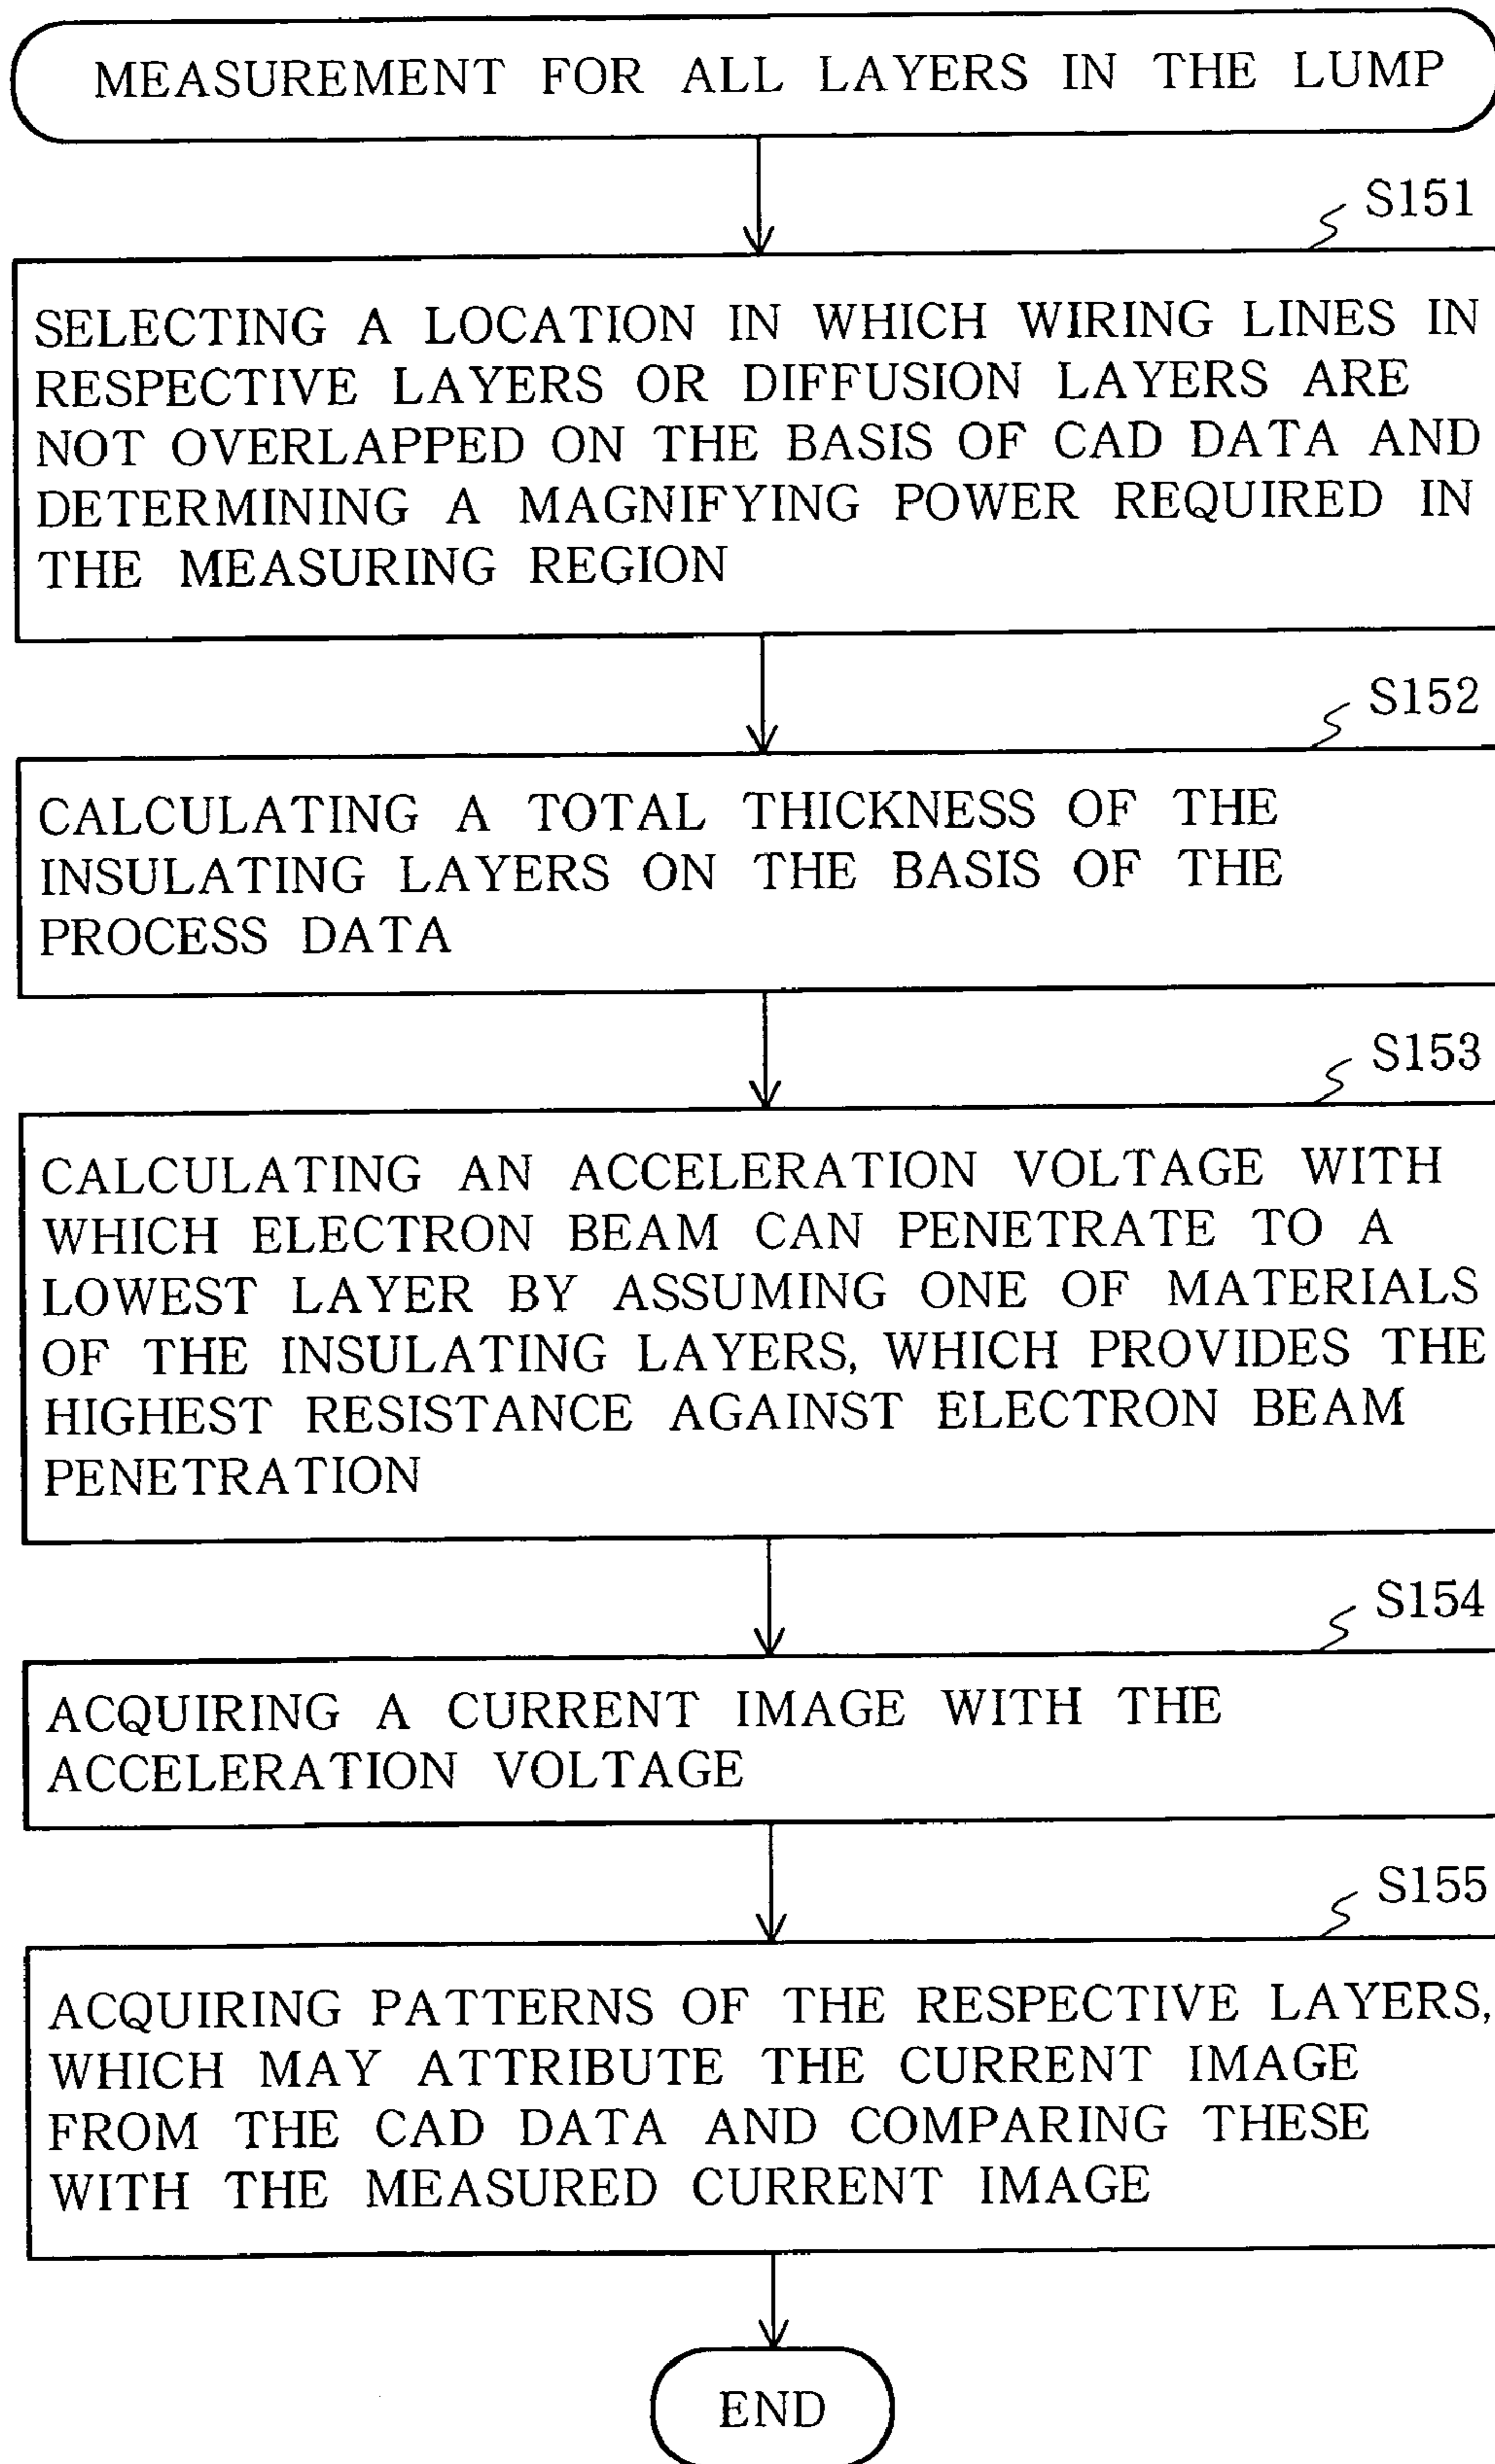 MEASUREMENT FOR ALL LAYERS IN THE LUMP
S151
SELECTING A LOCATION IN WHICH WIRING LINES IN
RESPECTIVE LAYERS OR DIFFUSION LAYERS ARE
NOT OVERLAPPED ON THE BASIS OF CAD DATA AND
DETERMINING A MAGNIFYING POWER REQUIRED IN
THE MEASURING REGION
S152
CALCULATING A TOTAL THICKNESS OF THE
INSULATING LAYERS ON THE BASIS OF THE
PROCESS DATA
S153
CALCULATING AN ACCELERATION VOLTAGE WITH
WHICH ELECTRON BEAM CAN PENETRATE TO A
LOWEST LAYER BY ASSUMING ONE OF MATERIALS
OF THE INSULATING LAYERS, WHICH PROVIDES THE
HIGHEST RESISTANCE AGAINST ELECTRON BEAM
PENETRATION
S154
ACQUIRING A CURRENT IMAGE WITH THE
ACCELERATION VOLTAGE
S155
ACQUIRING PATTERNS OF THE RESPECTIVE LAYERS,
WHICH MAY ATTRIBUTE THE CURRENT IMAGE
FROM THE CAD DATA AND COMPARING THESE
WITH THE MEASURED CURRENT IMAGE
END